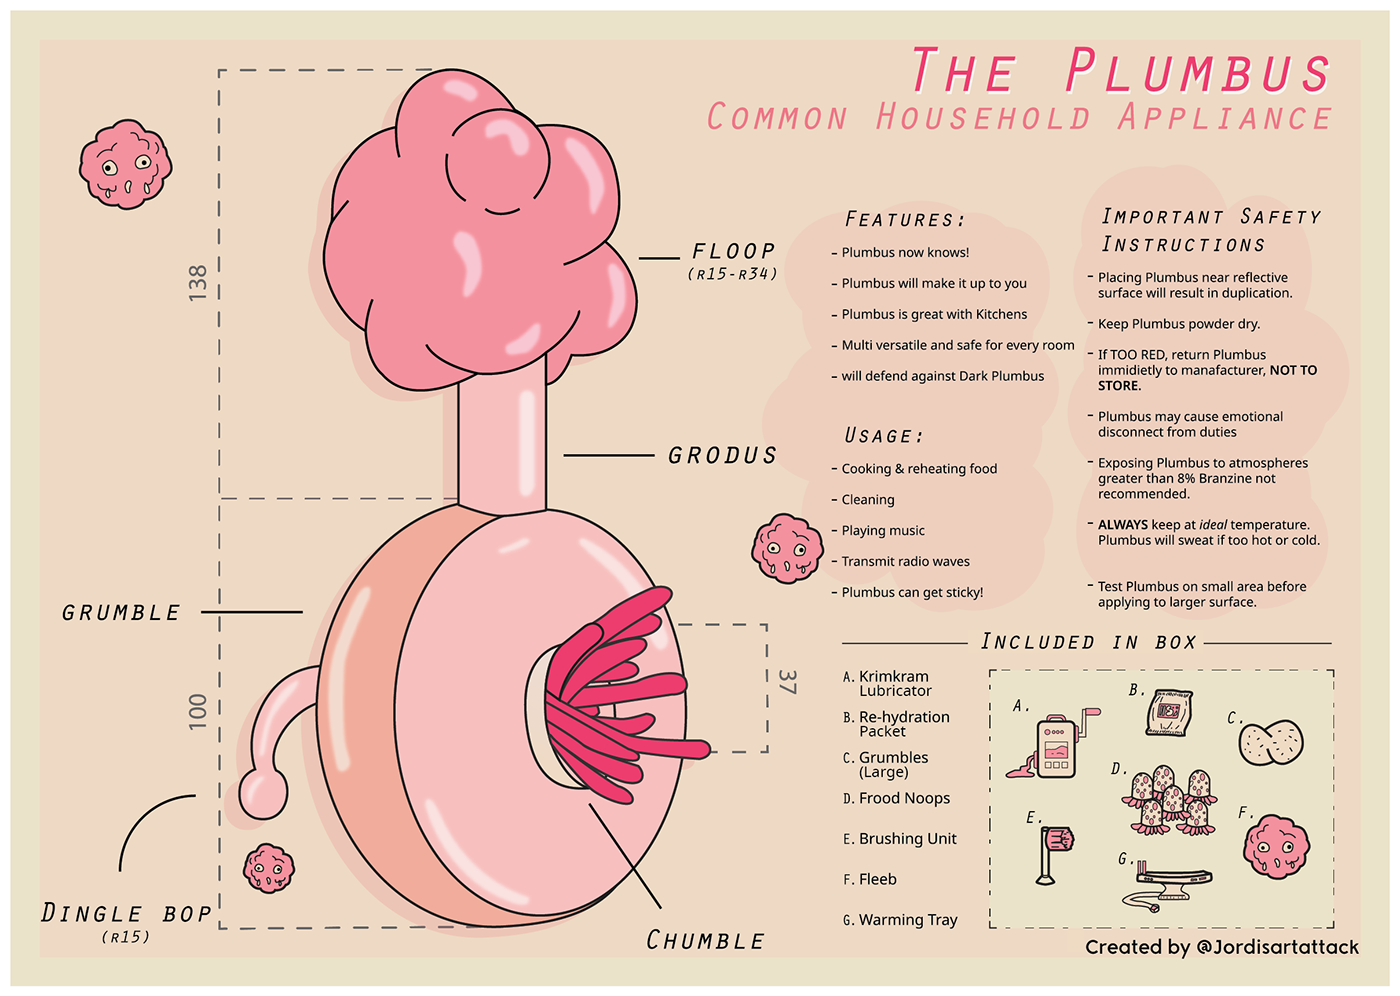 The Plumbus
Common Household Appliance
138
100
37
FLOOP
(R15-R34)
GRODUS
GRUMBLE
Dingle bop
(R15)
Chumble
Features:
- Plumbus now knows!
- Plumbus will make it up to you
- Plumbus is great with Kitchens
- Multi versatile and safe for every room
- will defend against Dark Plumbus
Usage:
- Cooking & reheating food
- Cleaning
- Playing music
- Transmit radio waves
- Plumbus can get sticky!
Important Safety
Instructions
- Placing Plumbus near reflective
surface will result in duplication.
- Keep Plumbus powder dry.
- If TOO RED, return Plumbus
immidietly to manafacturer, NOT TO
STORE.
- Plumbus may cause emotional
disconnect from duties
- Exposing Plumbus to atmospheres
greater than 8% Branzine not
recommended.
- ALWAYS keep at ideal temperature.
Plumbus will sweat if too hot or cold.
- Test Plumbus on small area before
applying to larger surface.
Included in box
A. Krimkram
Lubricator
B. Re-hydration
Packet
C. Grumbles
(Large)
D. Frood Noops
E. Brushing Unit
F. Fleeb
G. Warming Tray
A.
B.
C.
D.
E.
F.
G.
Created by @Jordisartattack